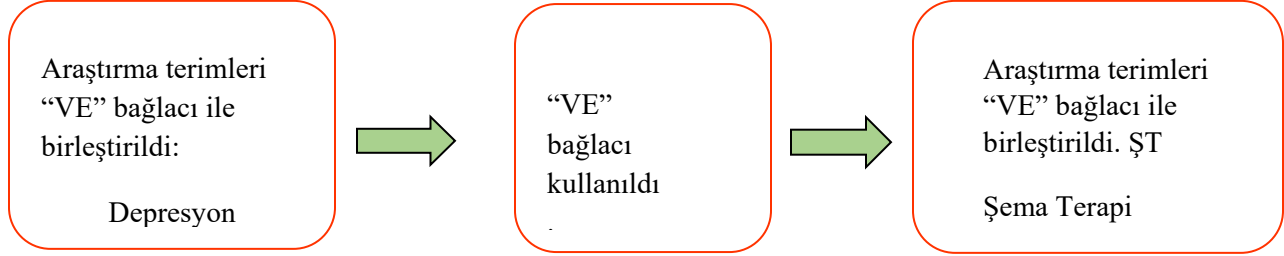 Araştırma terimleri
“VE” bağlacı ile
birleştirildi:
Depresyon
“VE”
bağlacı
kullanıldı
.
Araştırma terimleri
“VE” bağlacı ile
birleştirildi. ŞT
Şema Terapi